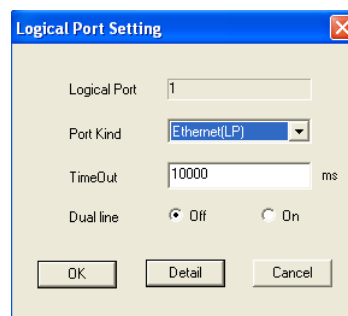 Logical Port Setting
Logical Port 1
Port Kind Ethernet(LP)
TimeOut 10000 ms
Dual line Off On
OK Detail Cancel